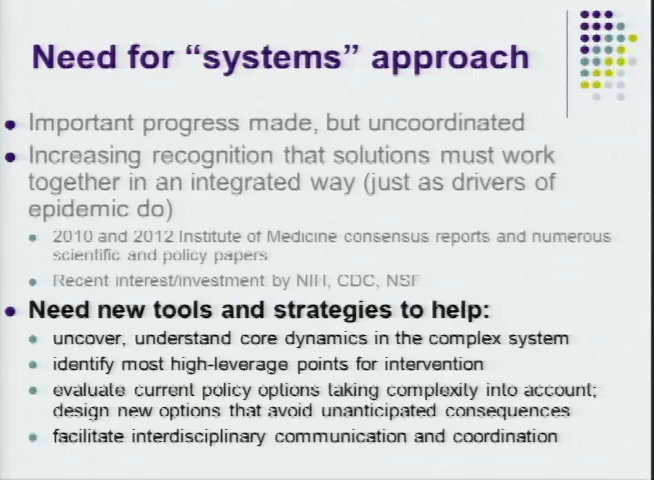 Need for “systems” approach
Important progress made, but uncoordinated
Increasing recognition that solutions must work
together in an integrated way (just as drivers of
epidemic do)
2010 and 2012 Institute of Medicine consensus reports and numerous
scientific and policy papers
Recent interest/investment by NIH, CDC, NSF
Need new tools and strategies to help:
uncover, understand core dynamics in the complex system
identify most high-leverage points for intervention
evaluate current policy options taking complexity into account;
design new options that avoid unanticipated consequences
facilitate interdisciplinary communication and coordination